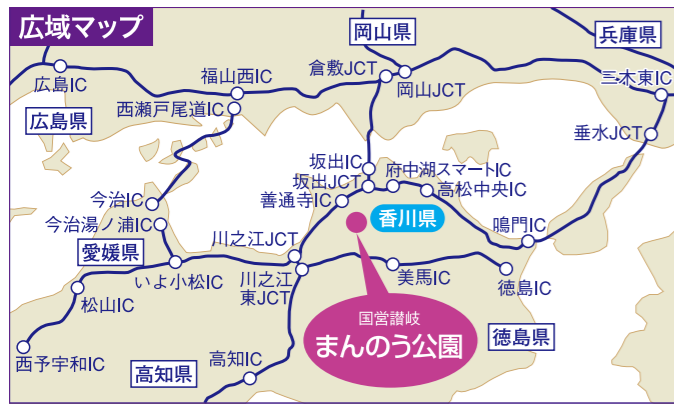 広域マップ
岡山県
兵庫県
広島IC
福山西IC
倉敷JCT
岡山JCT
三木東IC
広島県
西瀬戸尾道IC
垂水JCT
坂出IC
府中湖スマートIC
坂出JCT
高松中央IC
善通寺IC
今治IC
香川県
今治湯ノ浦IC
鳴門IC
愛媛県
川之江JCT
いよ小松IC
川之江
東JCT
美馬IC
徳島IC
松山IC
国営讃岐
まんのう公園
徳島県
西予宇和IC
高知県
高知IC